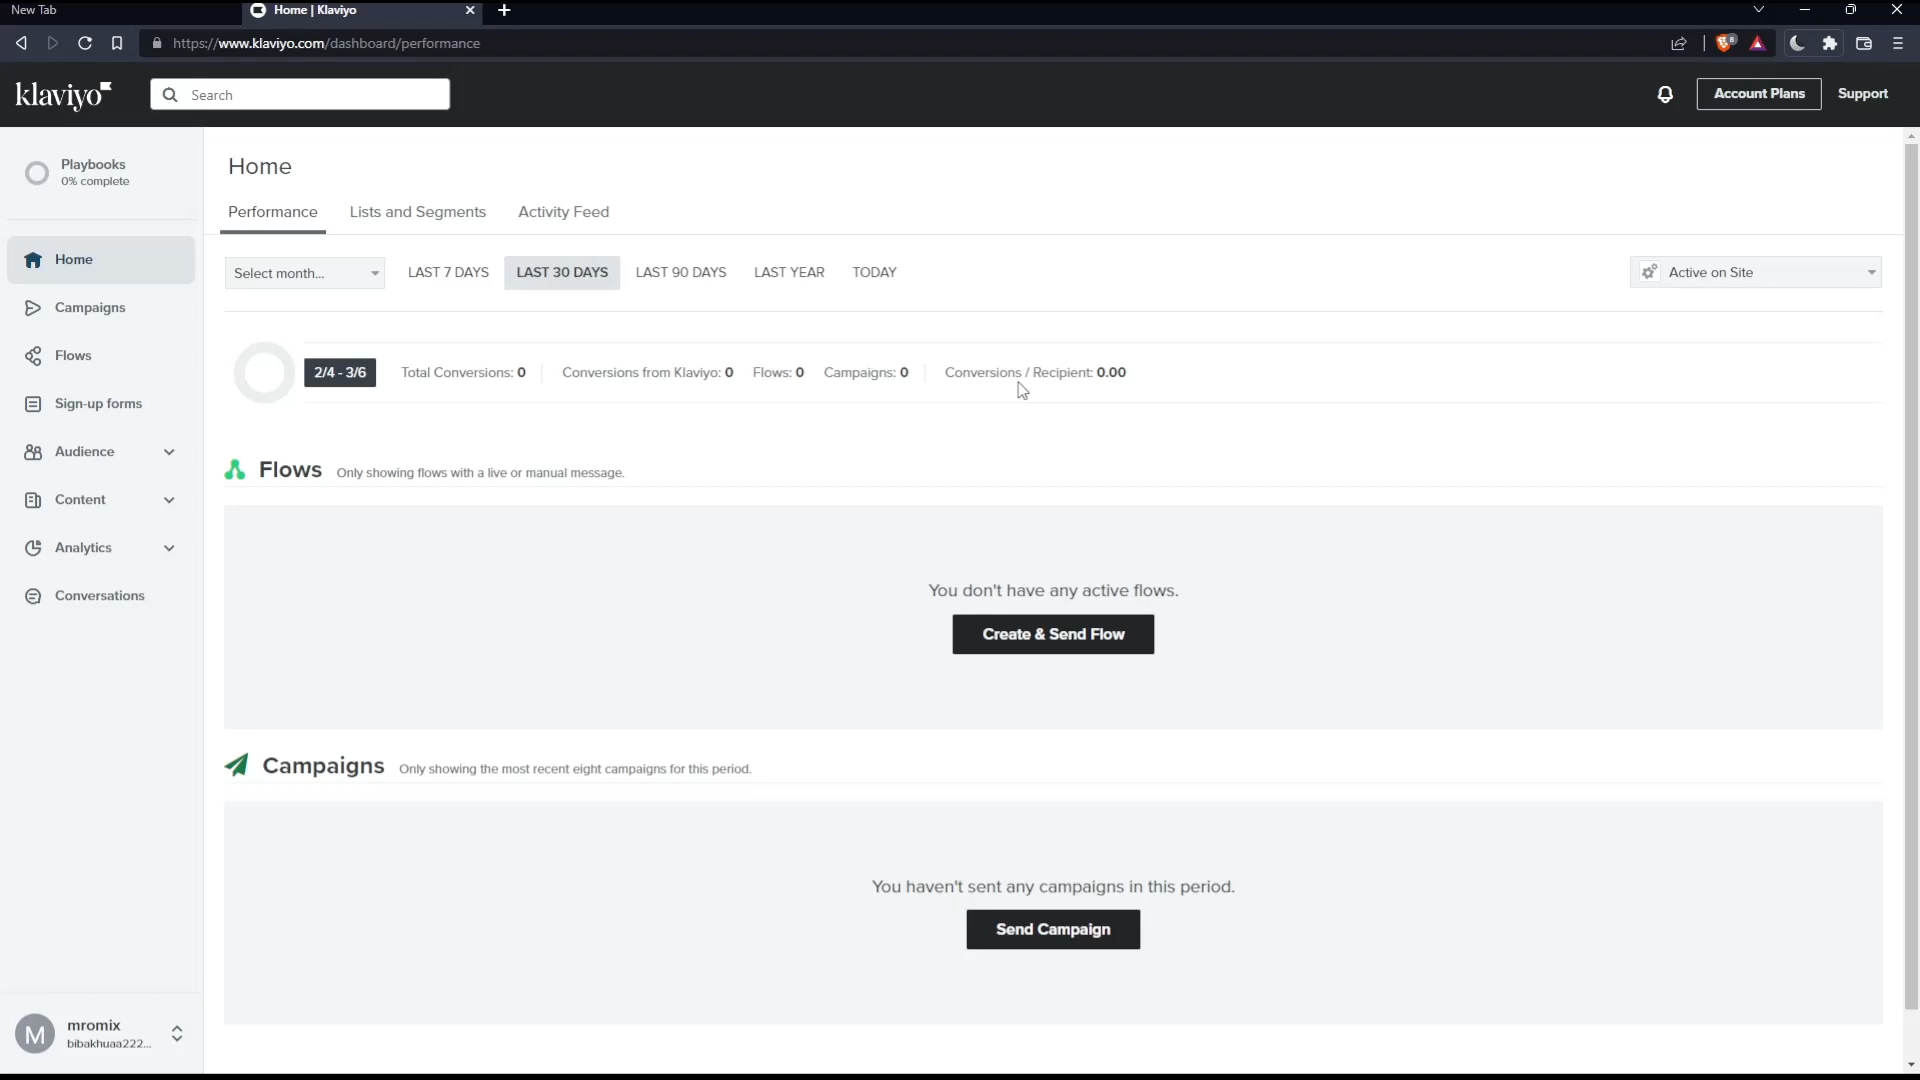 New Tab
Home | Klaviyo
https://www.klaviyo.com/dashboard/performance
8
klaviyo
Search
Account Plans
Support
Playbooks
0% complete
Home
Campaigns
Flows
Sign-up forms
Audience
Content
Analytics
Conversations
M
mromix
bibakhuaa222...
Home
Performance
Lists and Segments
Activity Feed
Select month...
LAST 7 DAYS
LAST 30 DAYS
LAST 90 DAYS
LAST YEAR
TODAY
Active on Site
2/4 - 3/6
Total Conversions: 0
Conversions from Klaviyo: 0
Flows: 0
Campaigns: 0
Conversions / Recipient: 0.00
Flows
Only showing flows with a live or manual message.
You don't have any active flows.
Create & Send Flow
Campaigns
Only showing the most recent eight campaigns for this period.
You haven't sent any campaigns in this period.
Send Campaign